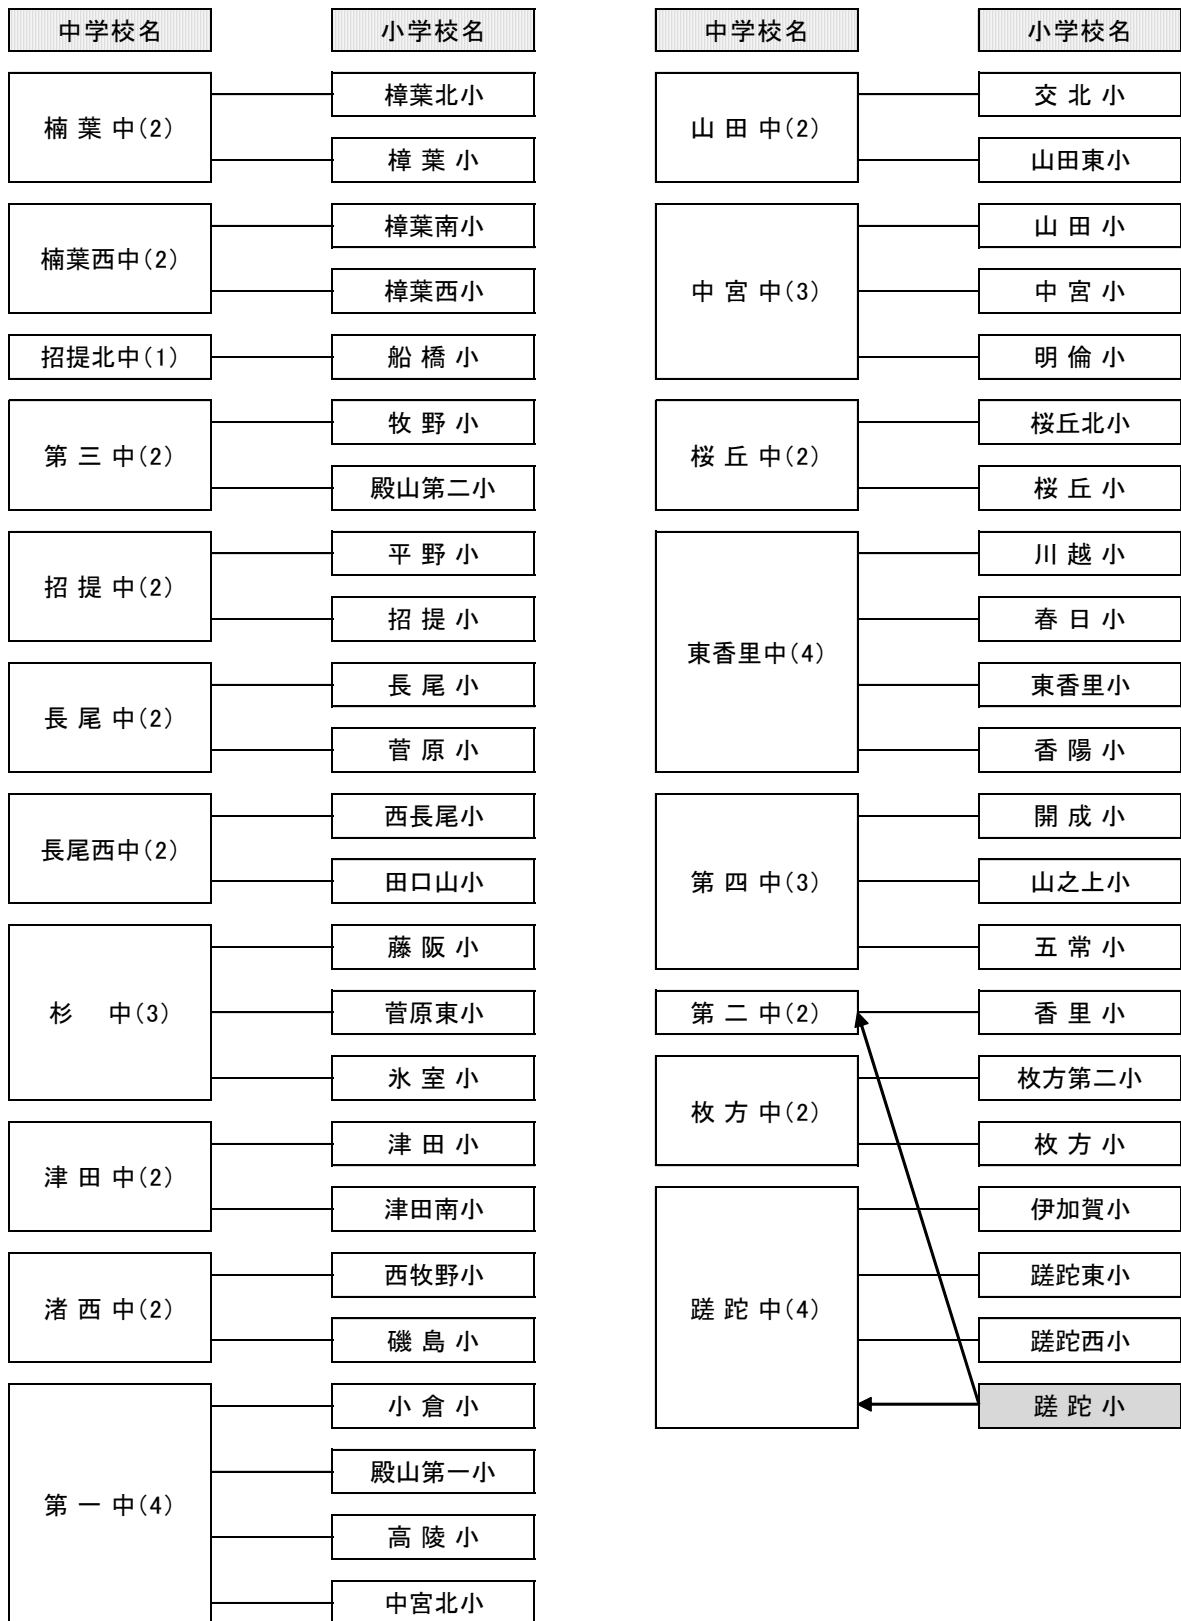 中学校名
小学校名
楠 葉 中(2)
樟葉北小
樟 葉 小
楠葉西中(2)
樟葉南小
樟葉西小
招提北中(1)
船 橋 小
第 三 中(2)
牧 野 小
殿山第二小
招 提 中(2)
平 野 小
招 提 小
長 尾 中(2)
長 尾 小
菅 原 小
長尾西中(2)
西長尾小
田口山小
杉　中(3)
藤 阪 小
菅原東小
氷 室 小
津 田 中(2)
津 田 小
津田南小
渚 西 中(2)
西牧野小
磯 島 小
第 一 中(4)
小 倉 小
殿山第一小
高 陵 小
中宮北小
中学校名
小学校名
山 田 中(2)
交 北 小
山田東小
中 宮 中(3)
山 田 小
中 宮 小
明 倫 小
桜 丘 中(2)
桜丘北小
桜 丘 小
東香里中(4)
川 越 小
春 日 小
東香里小
香 陽 小
第 四 中(3)
開 成 小
山之上小
五 常 小
第 二 中(2)
香 里 小
枚 方 中(2)
枚方第二小
枚 方 小
蹉 跎 中(4)
伊加賀小
蹉跎東小
蹉跎西小
蹉 跎 小